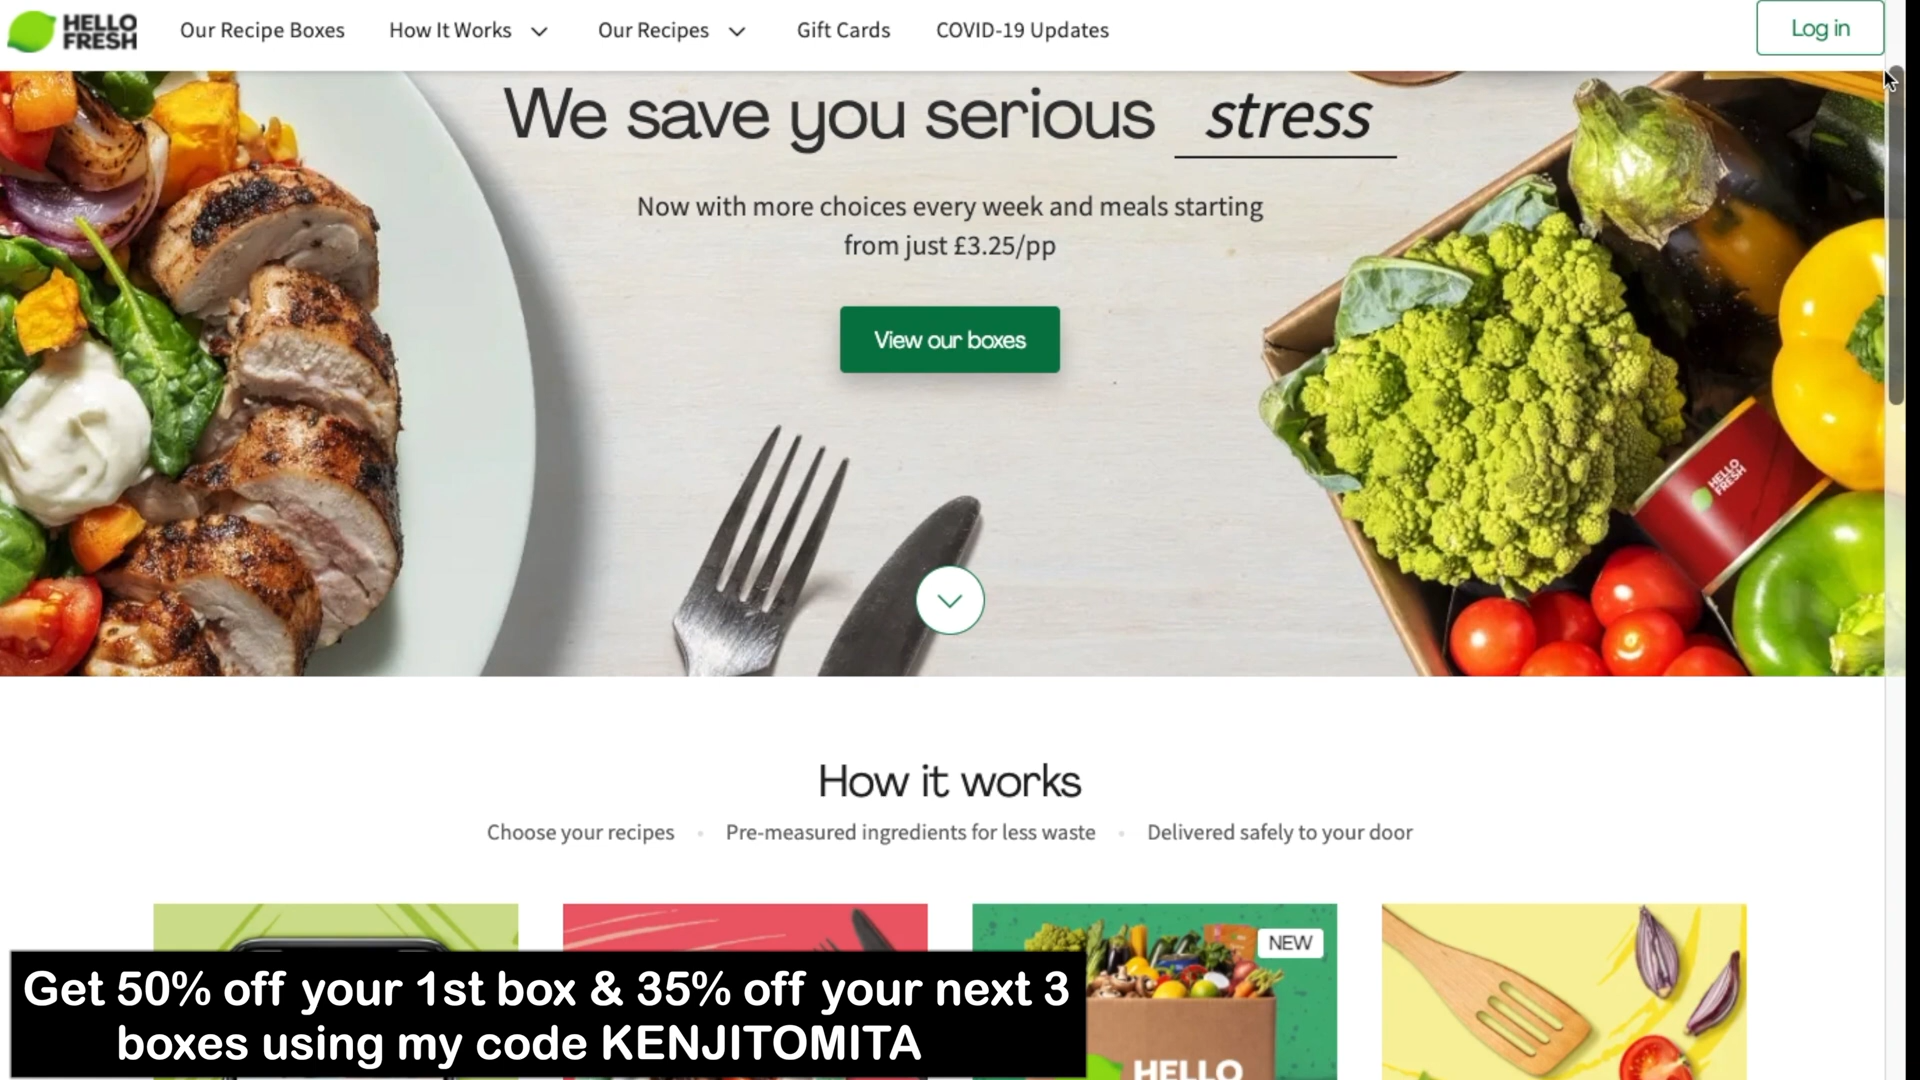 HELLO
FRESH
Our Recipe Boxes
How It Works
Our Recipes
Gift Cards
COVID-19 Updates
Log in
We save you serious stress
Now with more choices every week and meals starting
from just £3.25/pp
View our boxes
HELLO
FRESH
How it works
Choose your recipes
Pre-measured ingredients for less waste
Delivered safely to your door
NEW
HELLO
Get 50% off your 1st box & 35% off your next 3
boxes using my code KENJITOMITA